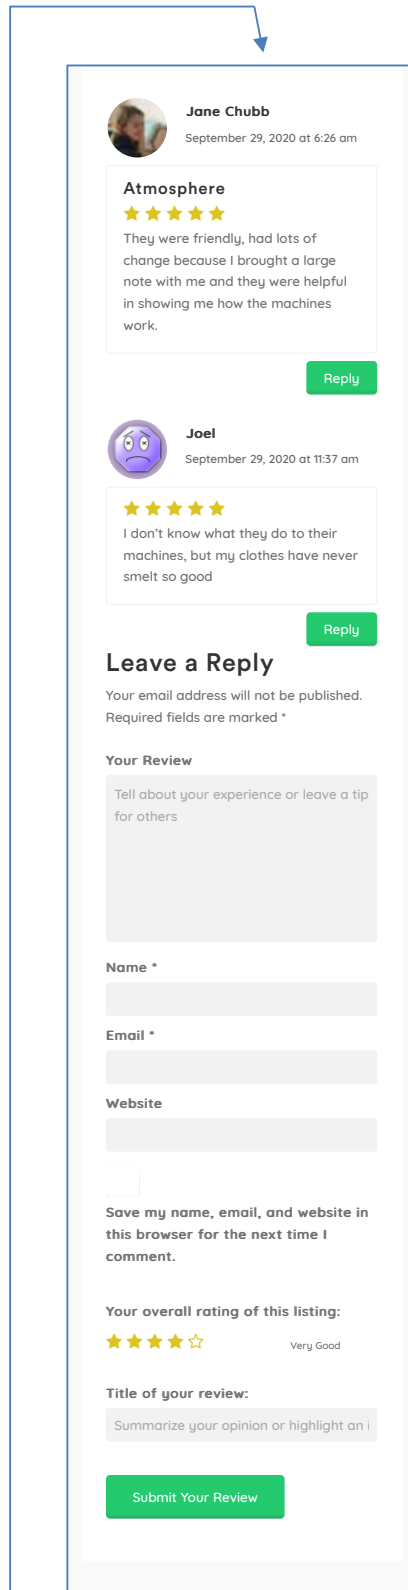 Jane Chubb
September 29, 2020 at 6:26 am
Atmosphere
They were friendly, had lots of
change because I brought a large
note with me and they were helpful
in showing me how the machines
work.
Reply
Joel
September 29, 2020 at 11:37 am
I don't know what they do to their
machines, but my clothes have never
smelt so good
Reply
Leave a Reply
Your email address will not be published.
Required fields are marked *
Your Review
Tell about your experience or leave a tip
for others
Name *
Email *
Website
Save my name, email, and website in
this browser for the next time I
comment.
Your overall rating of this listing:
Very Good
Title of your review:
Summarize your opinion or highlight an i
Submit Your Review